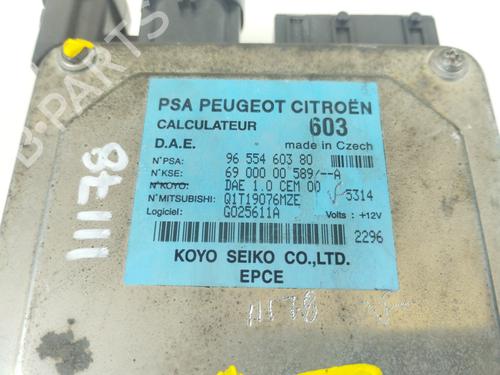 PSA PEUGEOT CITROËN
CALCULATEUR 603
D.A.E. made in Czech
N°PSA: 96 554 603 80
N°KSE: 69 000 00 589/--A
N°KOYO: DAE 1.0 CEM 00 5314
N°MITSUBISHI: Q1T19076MZE
Logiciel: G025611A Volts : +12V
2296
KOYO SEIKO CO.,LTD.
EPCE
11178
11178
B-Parts